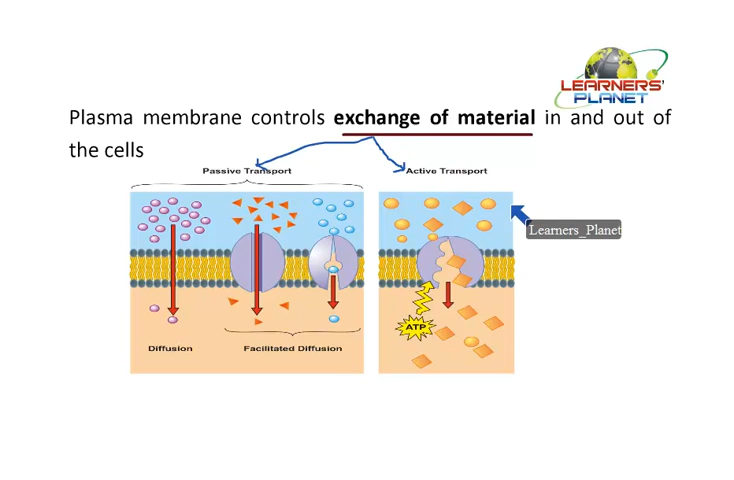 LEARNERS'
PLANET
Plasma membrane controls exchange of material in and out of
the cells
Passive Transport
Active Transport
Learners_Planet
ATP
Diffusion
Facilitated Diffusion